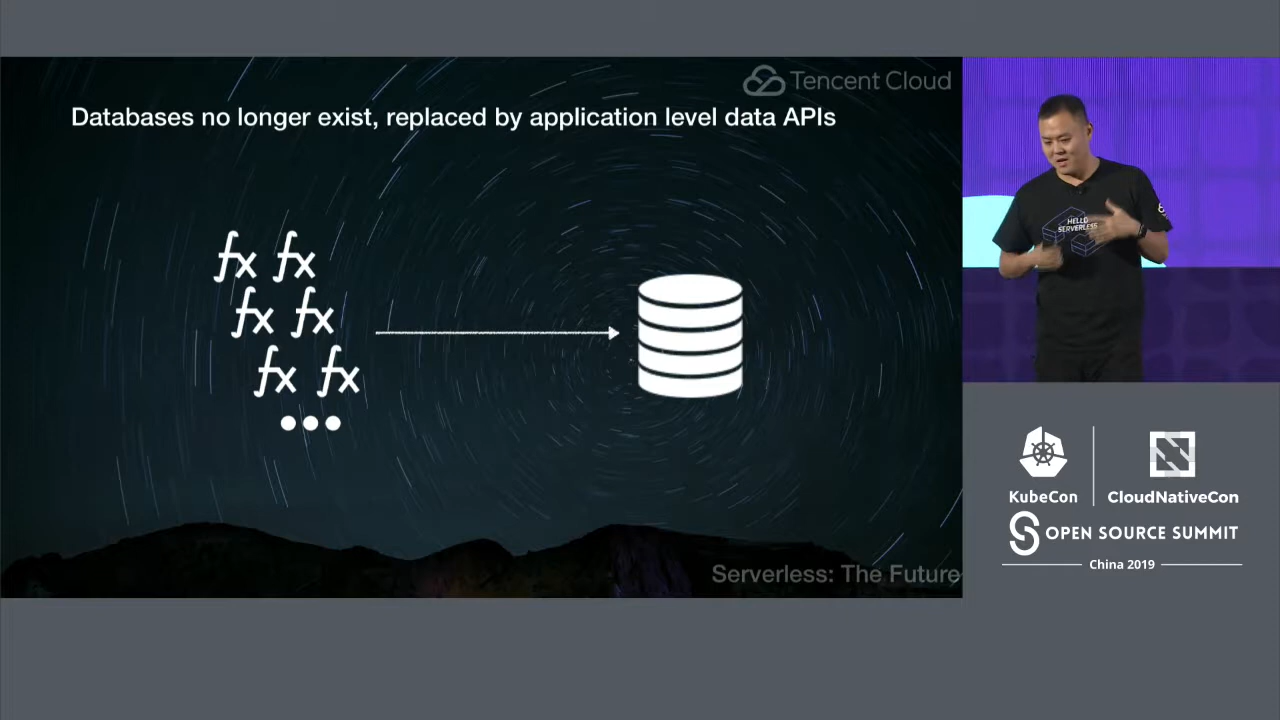 Tencent Cloud
Databases no longer exist, replaced by application level data APIs
fx fx
fx fx
fx fx
Serverless: The Future
HELLO
SERVERLESS
KubeCon
CloudNativeCon
OPEN SOURCE SUMMIT
China 2019